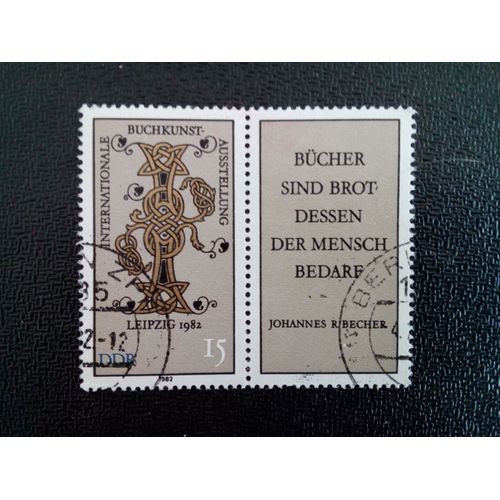 INTERNATIONALE
BUCHKUNST-
AUSSTELLUNG
LEIPZIG 1982
DDR
15
1982
BÜCHER
SIND BROT,
DESSEN
DER MENSCH
BEDARF
JOHANNES R. BECHER